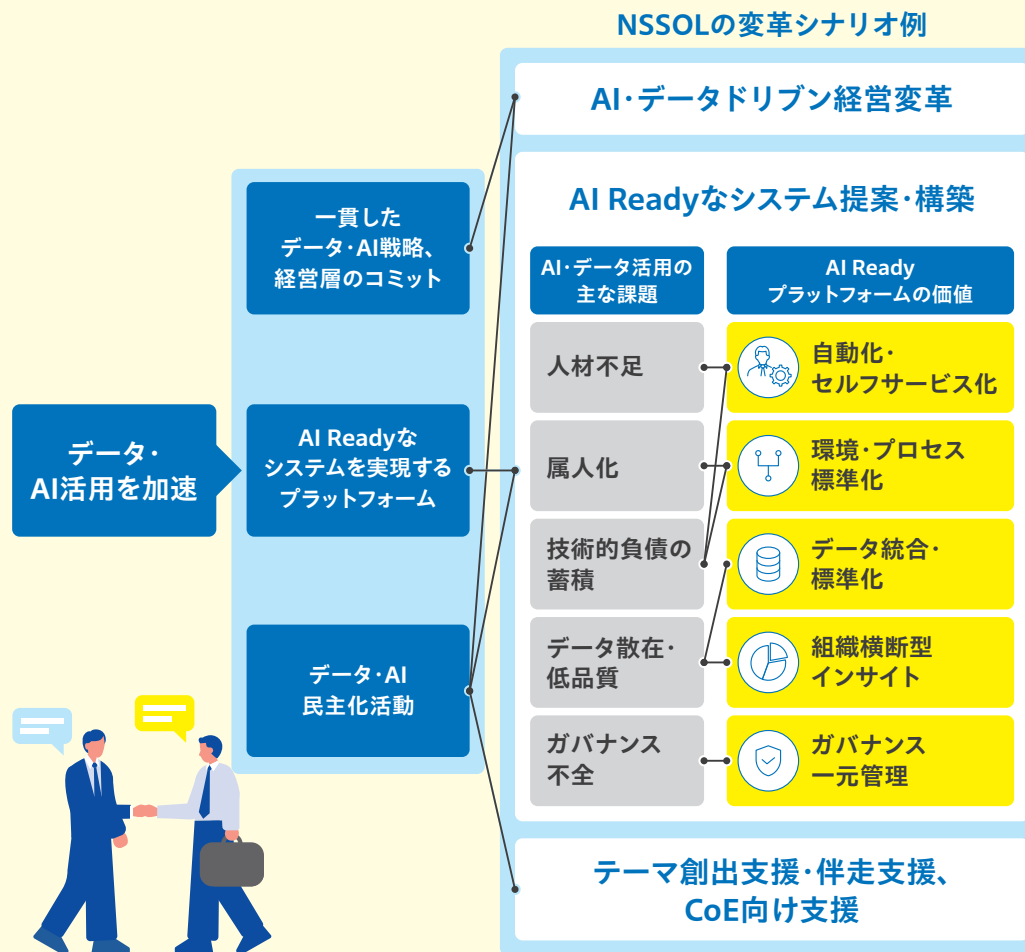 NSSOLの変革シナリオ例
AI・データドリブン経営変革
一貫した
データ・AI戦略、
経営層のコミット
AI Readyな
システムを実現する
プラットフォーム
データ・AI
民主化活動
データ・
AI活用を加速
AI Readyなシステム提案・構築
AI・データ活用の
主な課題
AI Ready
プラットフォームの価値
人材不足
自動化・
セルフサービス化
属人化
環境・プロセス
標準化
技術的負債の
蓄積
データ統合・
標準化
データ散在・
低品質
組織横断型
インサイト
ガバナンス
不全
ガバナンス
一元管理
テーマ創出支援・伴走支援、
CoE向け支援